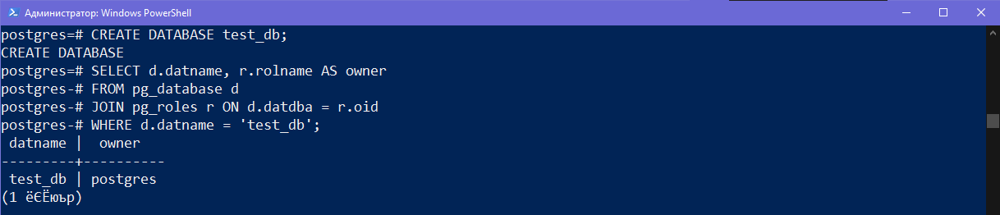 Администратор: Windows PowerShell
postgres=# CREATE DATABASE test_db;
CREATE DATABASE
postgres=# SELECT d.datname, r.rolname AS owner
postgres-# FROM pg_database d
postgres-# JOIN pg_roles r ON d.datdba = r.oid
postgres-# WHERE d.datname = 'test_db';
 datname |  owner
---------+----------
 test_db | postgres
(1 ёЄЁюър)